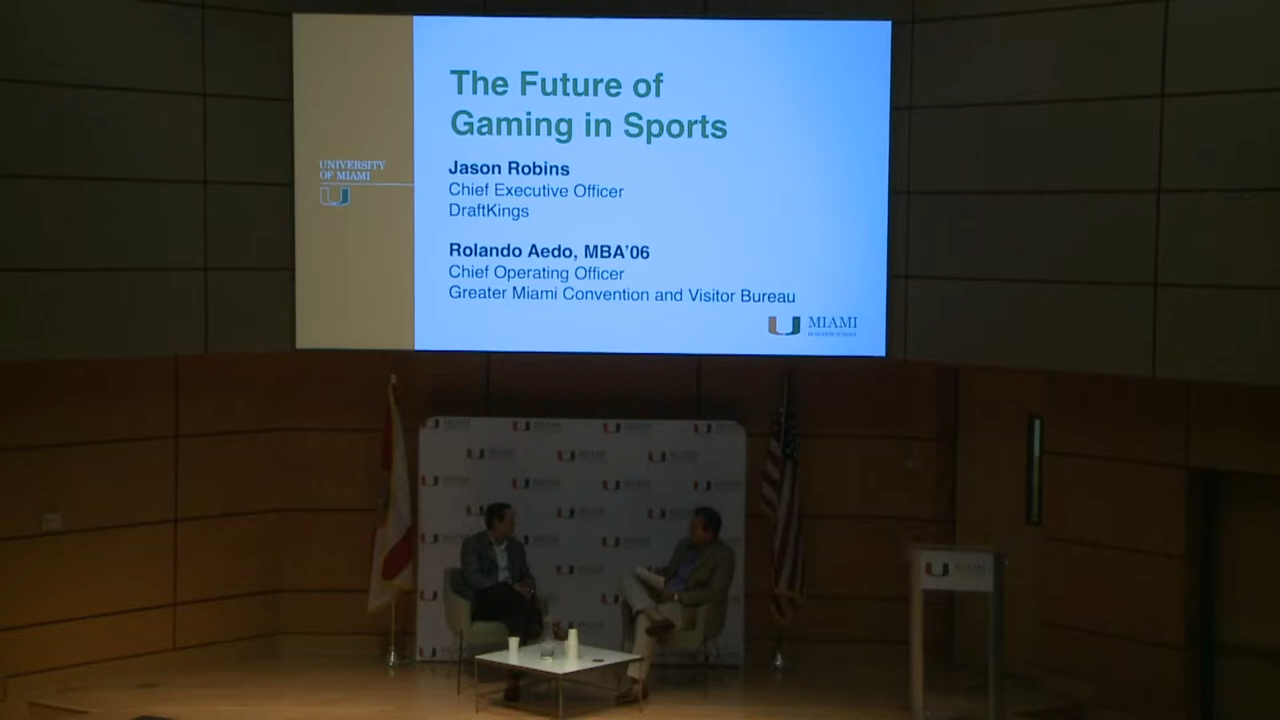 The Future of
Gaming in Sports
UNIVERSITY
OF MIAMI
Jason Robins
Chief Executive Officer
DraftKings
Rolando Aedo, MBA'06
Chief Operating Officer
Greater Miami Convention and Visitor Bureau
MIAMI
MIAMI